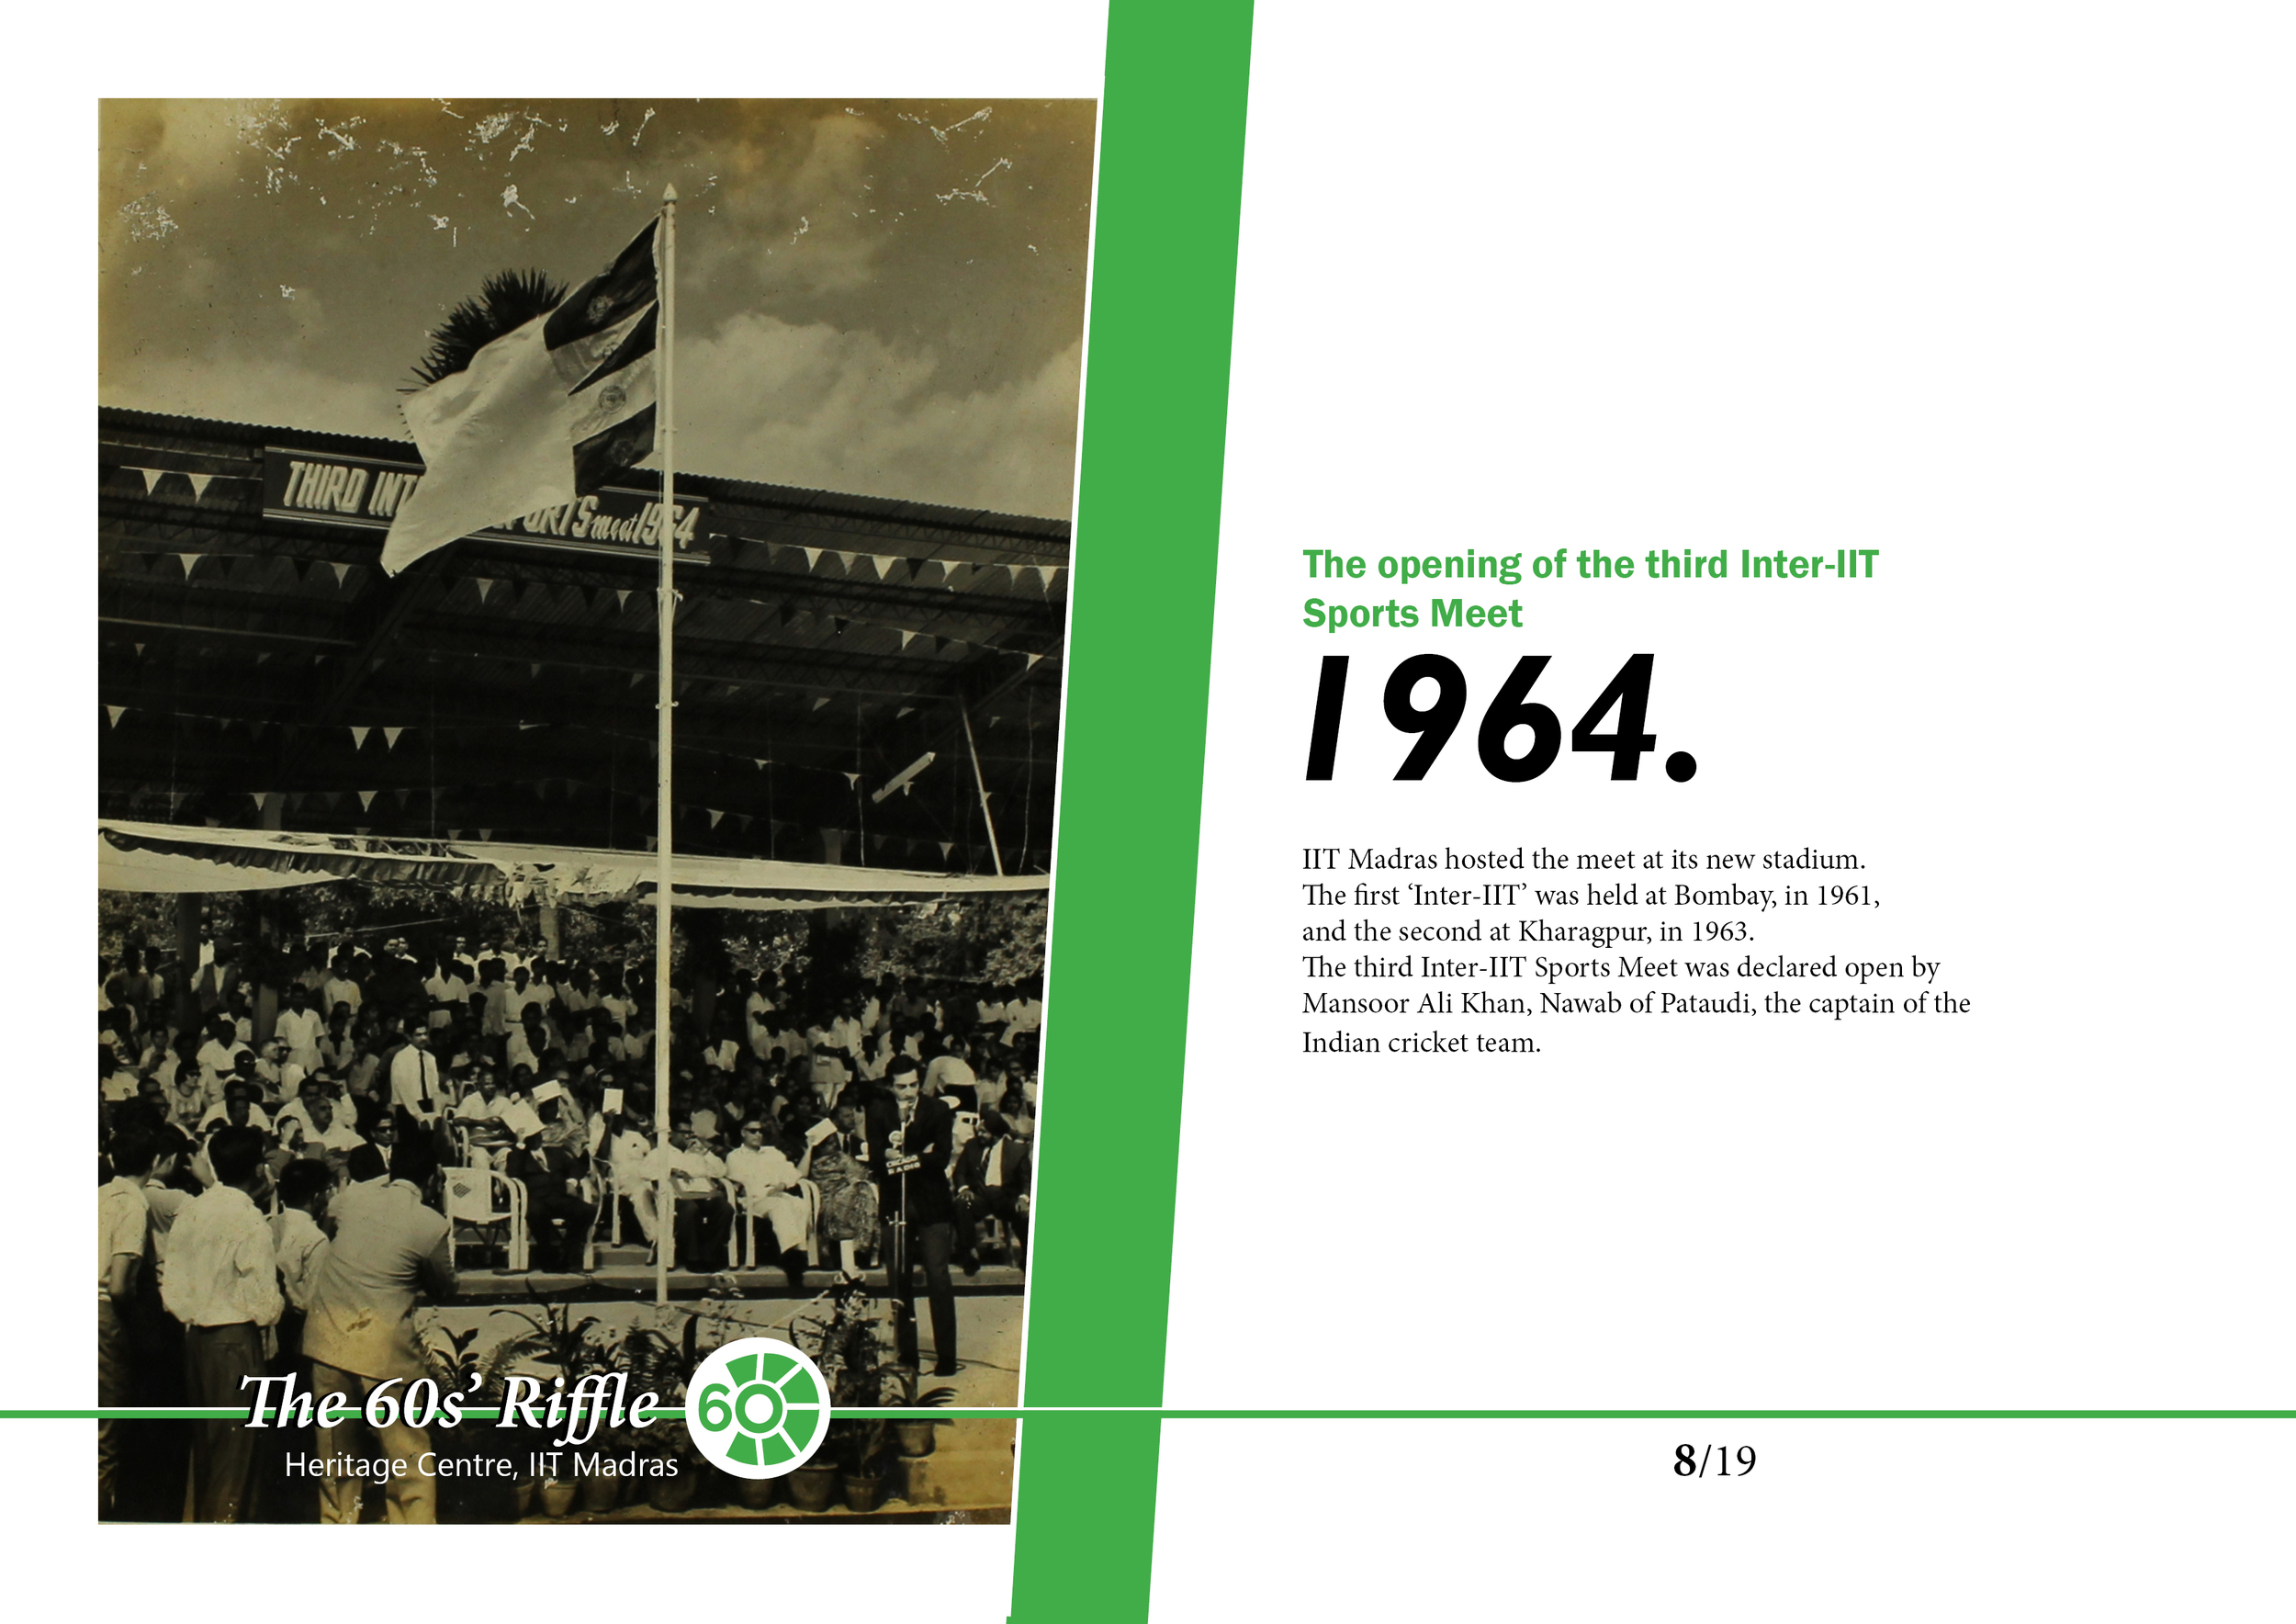 THIRD INT
SPORTS meet 1964
CHICAGO
RADIO
The 60s’ Riffle
60
Heritage Centre, IIT Madras
The opening of the third Inter-IIT
Sports Meet
1964.
IIT Madras hosted the meet at its new stadium.
The first ‘Inter-IIT’ was held at Bombay, in 1961,
and the second at Kharagpur, in 1963.
The third Inter-IIT Sports Meet was declared open by
Mansoor Ali Khan, Nawab of Pataudi, the captain of the
Indian cricket team.
8/19